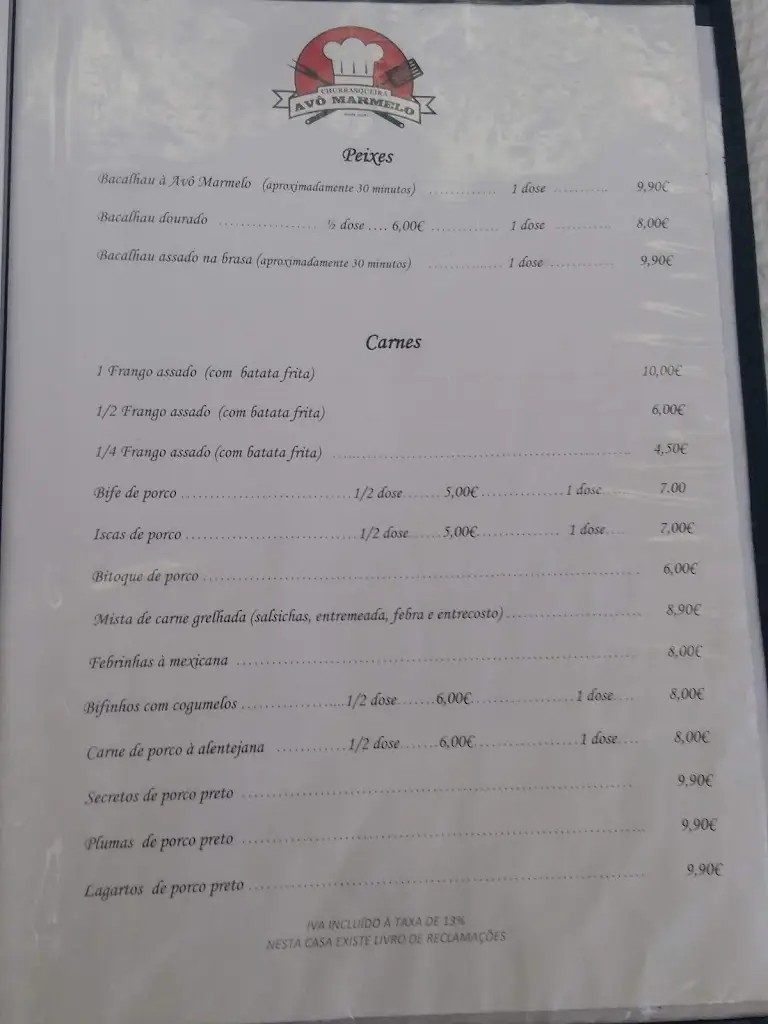 CHURRASQUEIRA
AVÔ MARMELO
Peixes
Bacalhau à Avô Marmelo (aproximadamente 30 minutos) ............ 1 dose ........... 9,90€
Bacalhau dourado .................. ½ dose .... 6,00€ ............ 1 dose ........... 8,00€
Bacalhau assado na brasa (aproximadamente 30 minutos) ............ 1 dose ............ 9,90€
Carnes
1 Frango assado (com batata frita) 10,00€
1/2 Frango assado (com batata frita) 6,00€
1/4 Frango assado (com batata frita) ............ 4,50€
Bife de porco ............ 1/2 dose....... 5,00€ ............ 1 dose...... 7.00
Iscas de porco ............ 1/2 dose....... 5,00€ ............ 1 dose.... 7,00€
Bitoque de porco ............ 6,00€
Mista de carne grelhada (salsichas, entremeada, febra e entrecosto) ............ 8,90€
Febrinhas à mexicana ............ 8,00€
Bifinhos com cogumelos ............ 1/2 dose....... 6,00€ ............ 1 dose.... 8,00€
Carne de porco à alentejana ............ 1/2 dose....... 6,00€ ............ 1 dose.... 8,00€
Secretos de porco preto ............ 9,90€
Plumas de porco preto ............ 9,90€
Lagartos de porco preto ............ 9,90€
IVA INCLUÍDO À TAXA DE 13%
NESTA CASA EXISTE LIVRO DE RECLAMAÇÕES